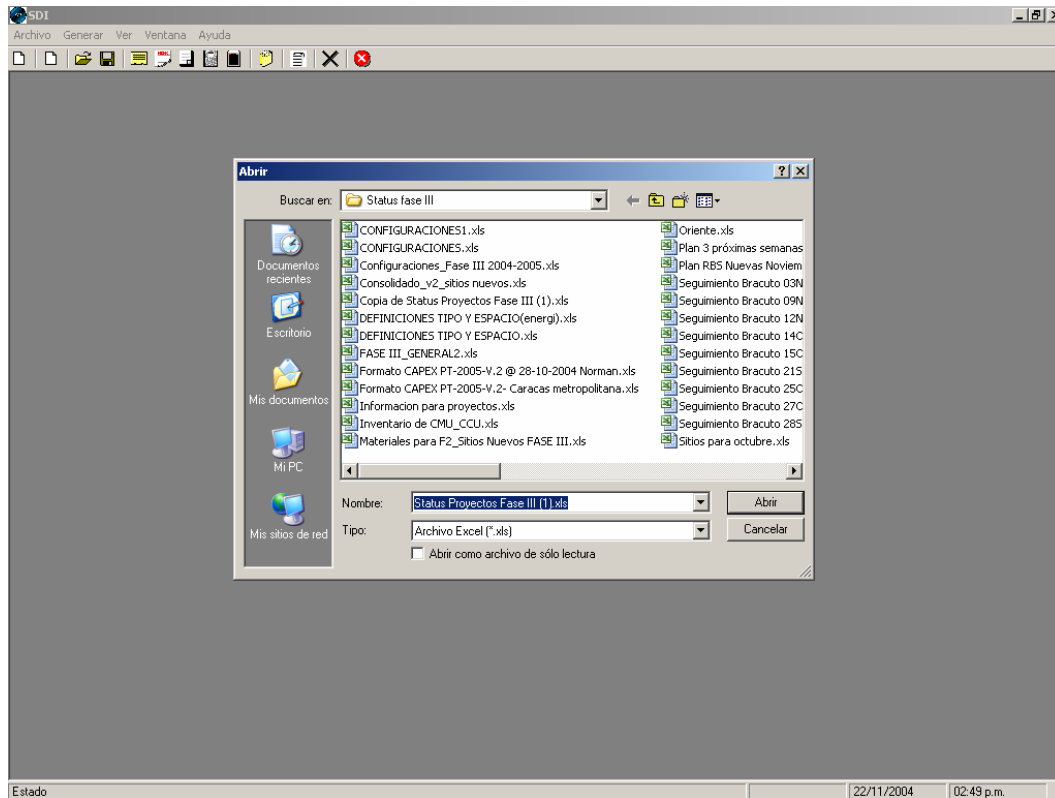 SDI
Archivo Generar Ver Ventana Ayuda
Abrir
Buscar en: Status fase III
Documentos recientes
Escritorio
Mis documentos
Mi PC
Mis sitios de red
CONFIGURACIONES1.xls
CONFIGURACIONES.xls
Configuraciones_Fase III 2004-2005.xls
Consolidado_v2_sitios nuevos.xls
Copia de Status Proyectos Fase III (1).xls
DEFINICIONES TIPO Y ESPACIO(energi).xls
DEFINICIONES TIPO Y ESPACIO.xls
FASE III_GENERAL2.xls
Formato CAPEX PT-2005-V.2 @ 28-10-2004 Norman.xls
Formato CAPEX PT-2005-V.2- Caracas metropolitana.xls
Informacion para proyectos.xls
Inventario de CMU_CCU.xls
Materiales para F2_Sitios Nuevos FASE III.xls
Oriente.xls
Plan 3 próximas semanas
Plan RBS Nuevas Noviem
Seguimiento Bracuto 03N
Seguimiento Bracuto 09N
Seguimiento Bracuto 12N
Seguimiento Bracuto 14C
Seguimiento Bracuto 15C
Seguimiento Bracuto 21S
Seguimiento Bracuto 25C
Seguimiento Bracuto 27C
Seguimiento Bracuto 28S
Sitios para octubre.xls
Nombre: Status Proyectos Fase III (1).xls Abrir
Tipo: Archivo Excel (*.xls) Cancelar
Abrir como archivo de sólo lectura
Estado 22/11/2004 02:49 p.m.